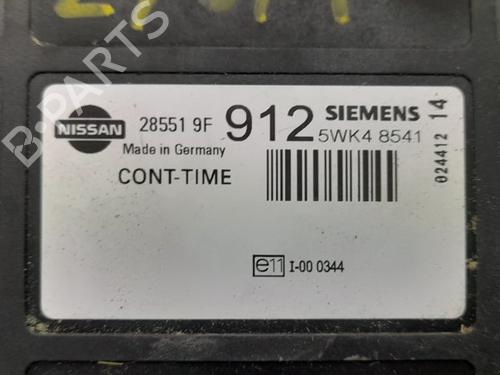 NISSAN
28551 9F 912
Made in Germany
CONT-TIME
SIEMENS
5WK4 8541
024412 14
e11 I-00 0344
B-PARTS